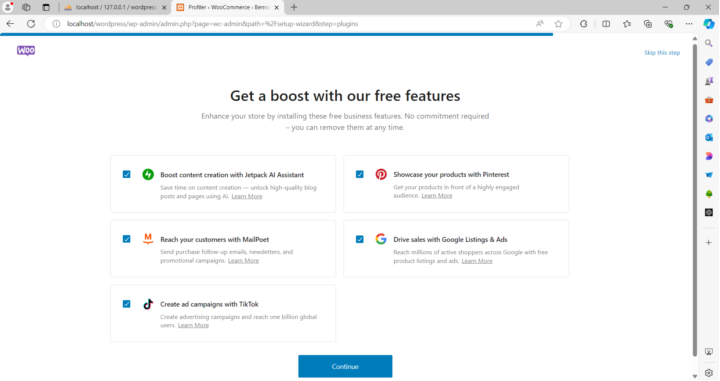 localhost / 127.0.0.1 / wordpress
Profiler ‹ WooCommerce ‹ Berni
localhost/wordpress/wp-admin/admin.php?page=wc-admin&path=%2Fsetup-wizard&step=plugins
WOO
Skip this step
Get a boost with our free features
Enhance your store by installing these free business features. No commitment required
– you can remove them at any time.
Boost content creation with Jetpack AI Assistant
Save time on content creation — unlock high-quality blog
posts and pages using AI. Learn More
Showcase your products with Pinterest
Get your products in front of a highly engaged
audience. Learn More
Reach your customers with MailPoet
Send purchase follow-up emails, newsletters, and
promotional campaigns. Learn More
Drive sales with Google Listings & Ads
Reach millions of active shoppers across Google with free
product listings and ads. Learn More
Create ad campaigns with TikTok
Create advertising campaigns and reach one billion global
users. Learn More
Continue